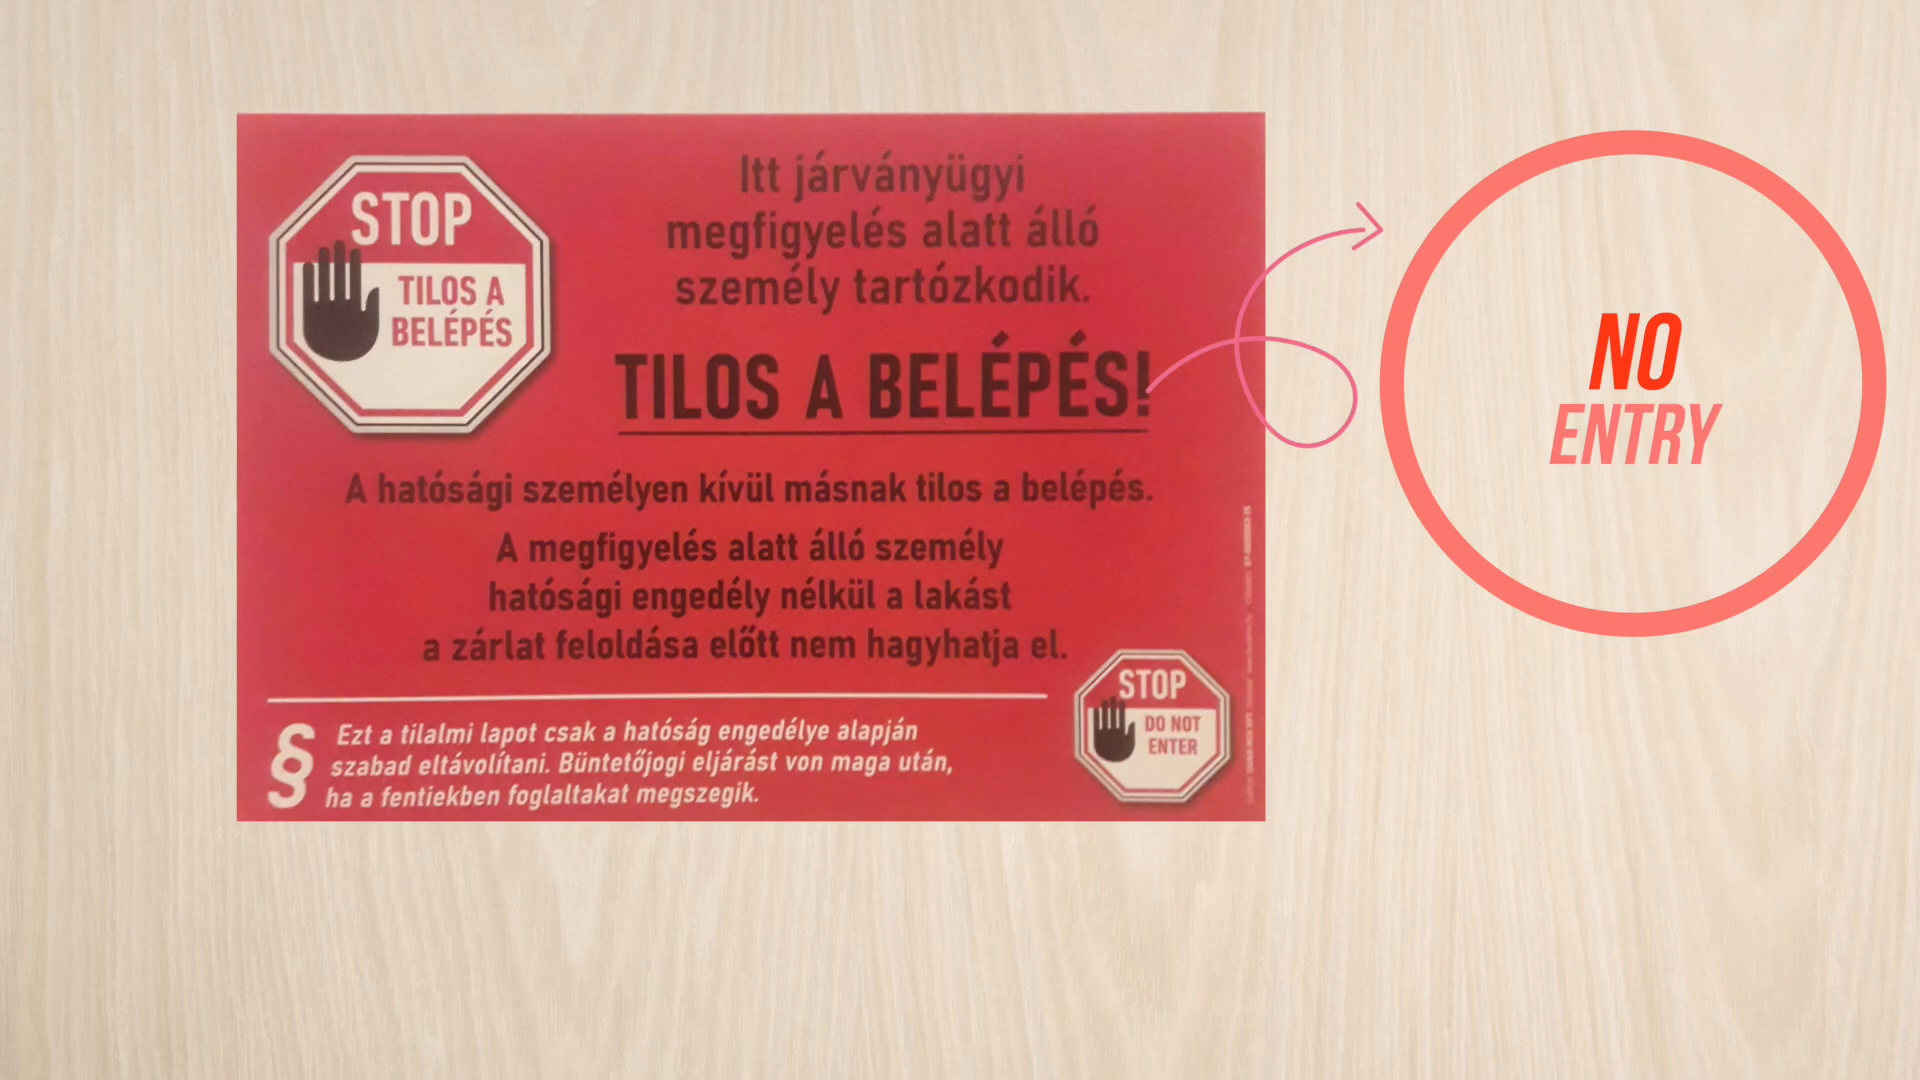 STOP
TILOS A
BELÉPÉS
Itt járványügyi
megfigyelés alatt álló
személy tartózkodik.
TILOS A BELÉPÉS!
A hatósági személyen kívül másnak tilos a belépés.
A megfigyelés alatt álló személy
hatósági engedély nélkül a lakást
a zárlat feloldása előtt nem hagyhatja el.
§
Ezt a tilalmi lapot csak a hatóság engedélye alapján
szabad eltávolítani. Büntetőjogi eljárást von maga után,
ha a fentiekben foglaltakat megszegik.
STOP
DO NOT
ENTER
NO
ENTRY